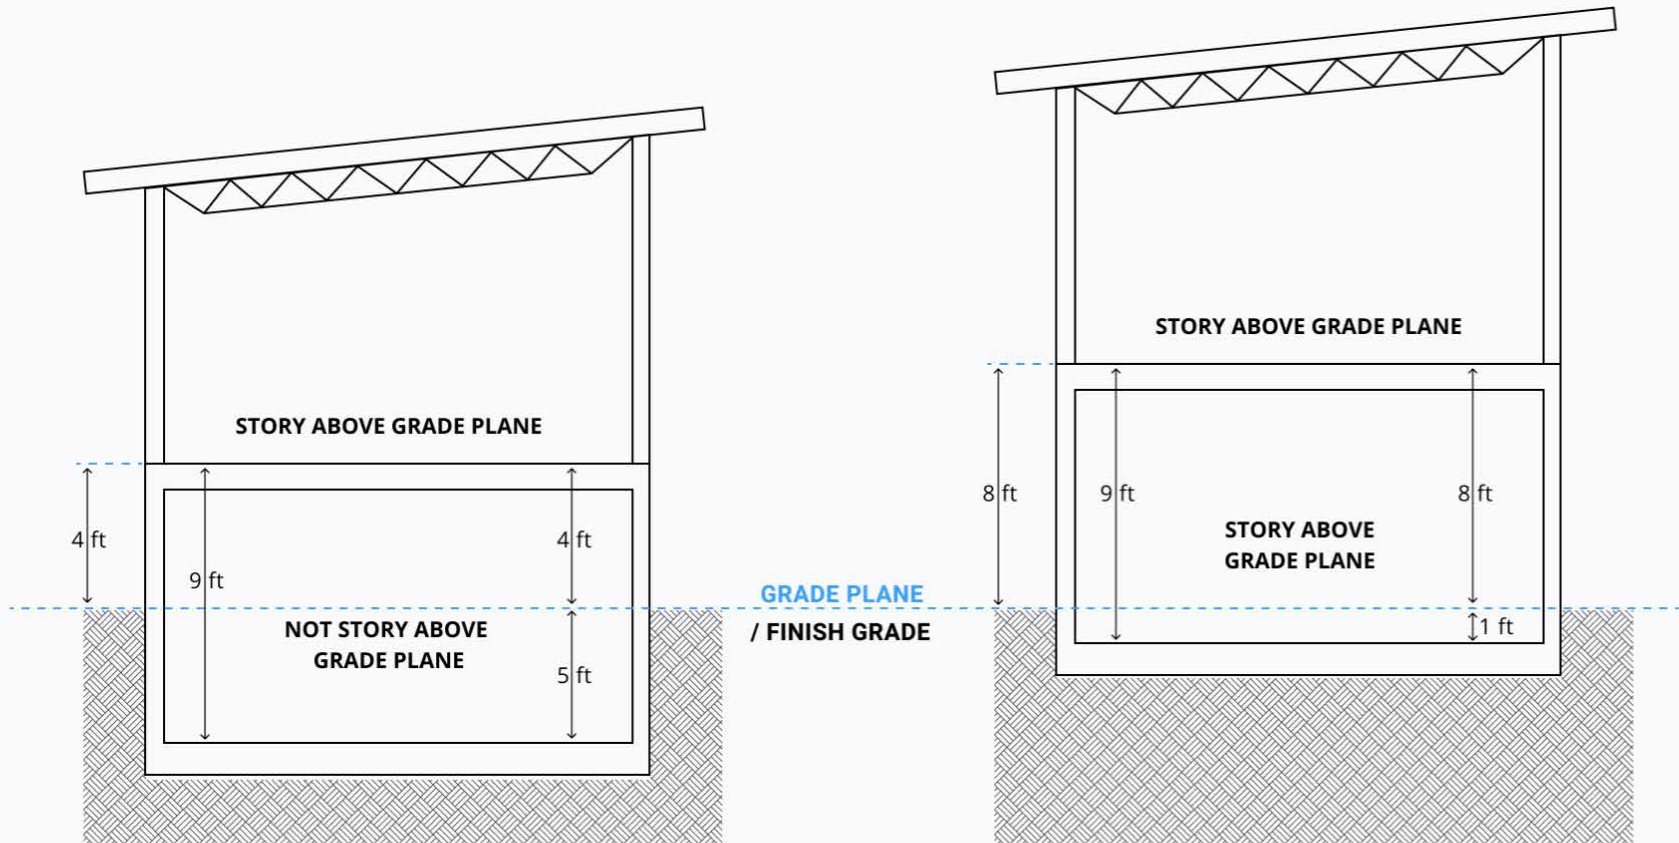 STORY ABOVE GRADE PLANE
4 ft
9 ft
4 ft
NOT STORY ABOVE
GRADE PLANE
5 ft
GRADE PLANE
/ FINISH GRADE
STORY ABOVE GRADE PLANE
8 ft
9 ft
8 ft
STORY ABOVE
GRADE PLANE
1 ft